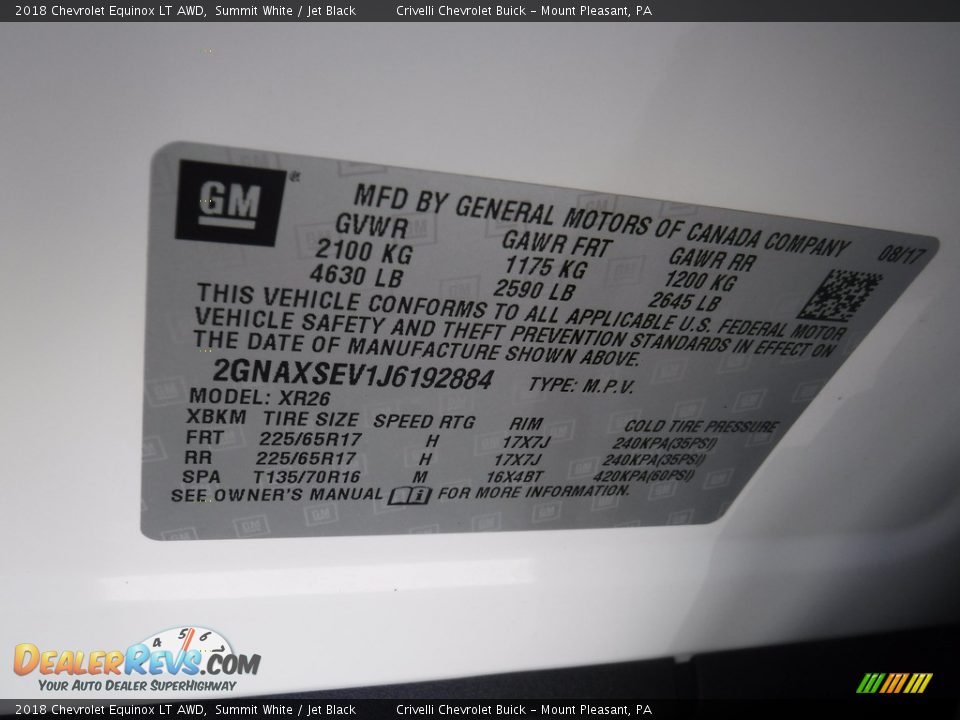 2018 Chevrolet Equinox LT AWD, Summit White / Jet Black Crivelli Chevrolet Buick - Mount Pleasant, PA
GM ®
MFD BY GENERAL MOTORS OF CANADA COMPANY
08/17
GVWR GAWR FRT GAWR RR
2100 KG 1175 KG 1200 KG
4630 LB 2590 LB 2645 LB
THIS VEHICLE CONFORMS TO ALL APPLICABLE U.S. FEDERAL MOTOR
VEHICLE SAFETY AND THEFT PREVENTION STANDARDS IN EFFECT ON
THE DATE OF MANUFACTURE SHOWN ABOVE.
2GNAXSEV1J6192884 TYPE: M.P.V.
MODEL: XR26
XBKM TIRE SIZE SPEED RTG RIM COLD TIRE PRESSURE
FRT 225/65R17 H 17X7J 240KPA(35PSI)
RR 225/65R17 H 17X7J 240KPA(35PSI)
SPA T135/70R16 M 16X4BT 420KPA(60PSI)
SEE OWNER'S MANUAL i FOR MORE INFORMATION.
4 5 6 7
DEALERREVS.COM
YOUR AUTO DEALER SUPERHIGHWAY
2018 Chevrolet Equinox LT AWD, Summit White / Jet Black Crivelli Chevrolet Buick - Mount Pleasant, PA